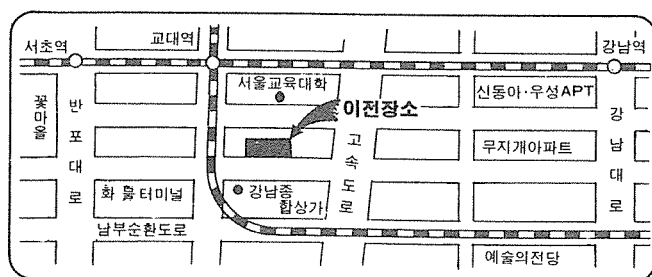 서초역
교대역
강남역
서울교육대학
신동아·우성APT
꽃마을
반포대로
이전장소
고속도로
강남대로
무지개아파트
화물터미널
강남종
합상가
남부순환도로
예술의전당